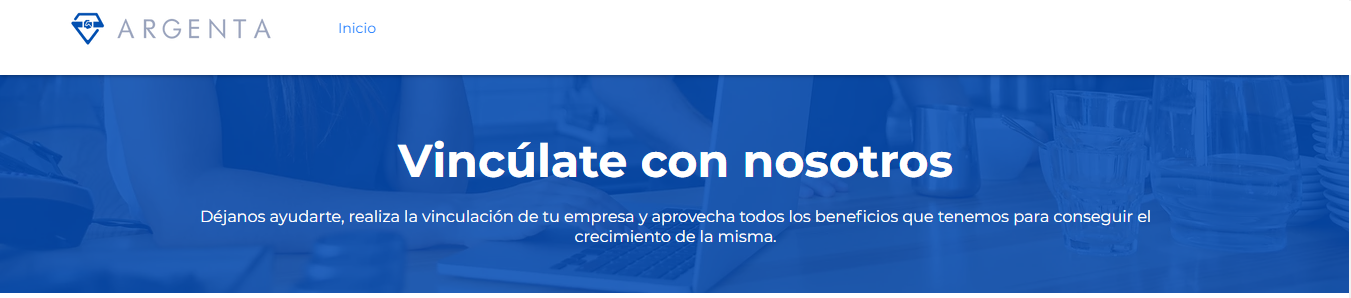 ARGENTA
Inicio
Vincúlate con nosotros
Déjanos ayudarte, realiza la vinculación de tu empresa y aprovecha todos los beneficios que tenemos para conseguir el
crecimiento de la misma.